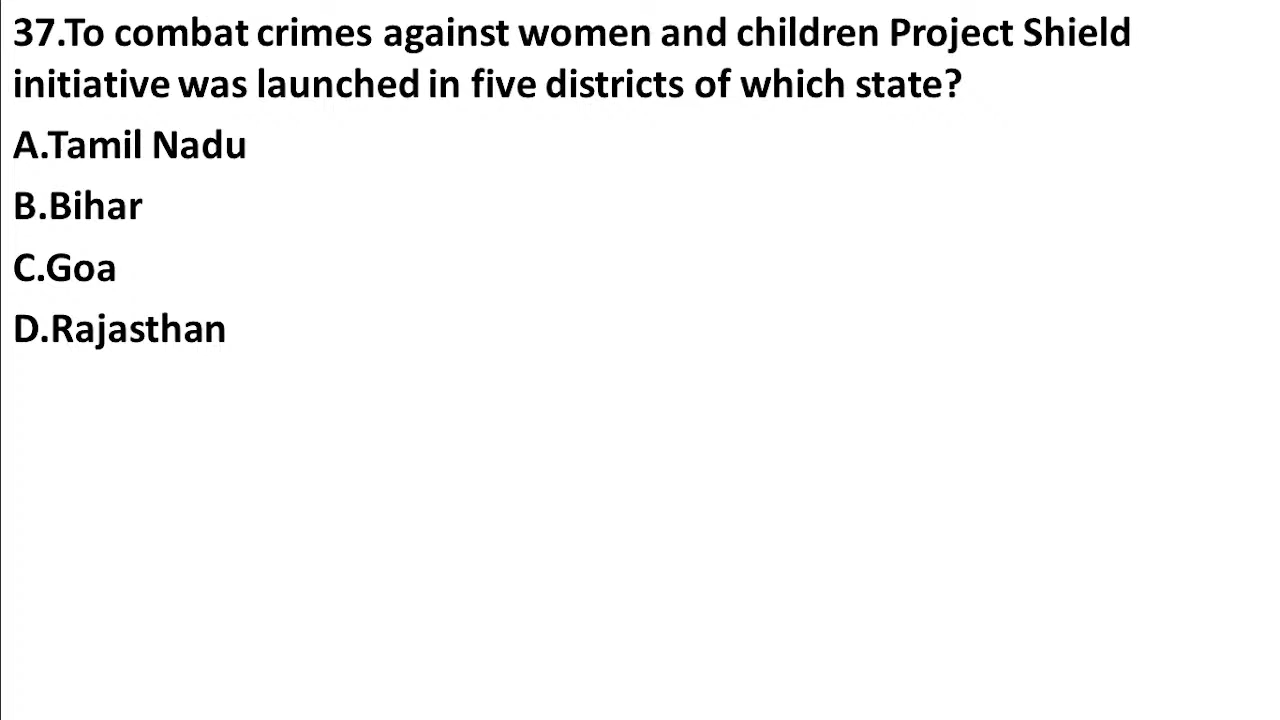 37.To combat crimes against women and children Project Shield
initiative was launched in five districts of which state?
A.Tamil Nadu
B.Bihar
C.Goa
D.Rajasthan